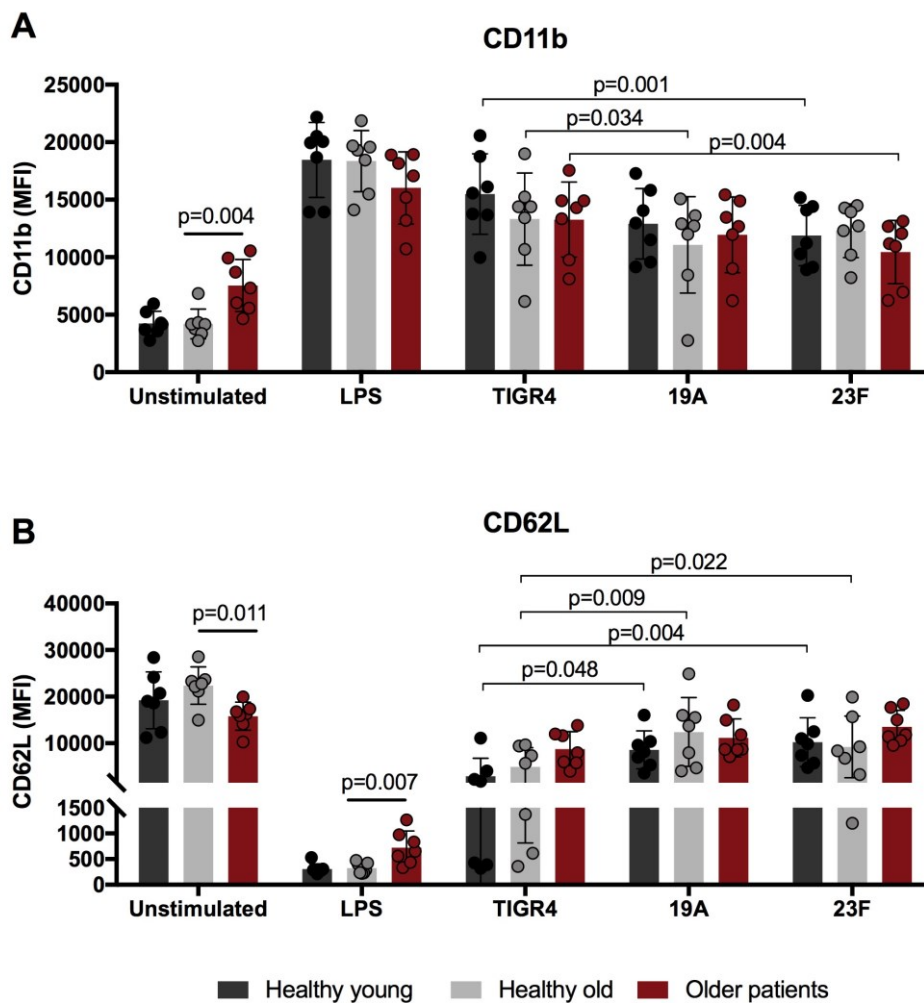 A
CD11b
CD11b (MFI)
25000
20000
15000
10000
5000
0
p=0.004
p=0.001
p=0.034
p=0.004
Unstimulated LPS TIGR4 19A 23F
B
CD62L
CD62L (MFI)
40000
30000
20000
10000
1500
1000
500
0
p=0.011
p=0.007
p=0.022
p=0.009
p=0.004
p=0.048
Unstimulated LPS TIGR4 19A 23F
Healthy young Healthy old Older patients